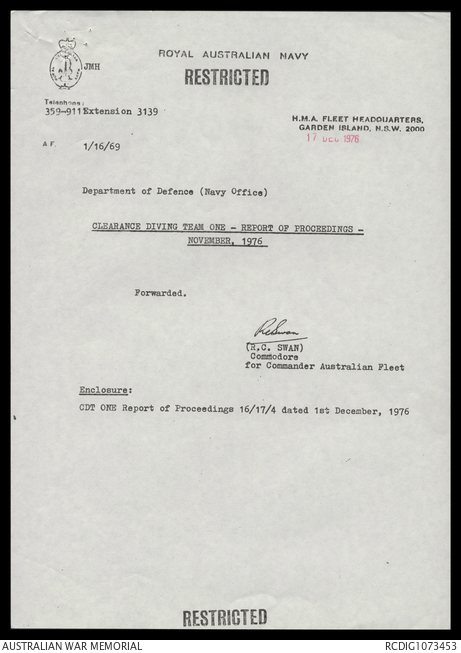 ROYAL AUSTRALIAN NAVY
RESTRICTED
JMH
Telephone:
359-9111 Extension 3139
H.M.A. FLEET HEADQUARTERS,
GARDEN ISLAND, N.S.W. 2000
17 DEC 1976
A F. 1/16/69
Department of Defence (Navy Office)
CLEARANCE DIVING TEAM ONE - REPORT OF PROCEEDINGS -
NOVEMBER, 1976
Forwarded.
RCSwan
(R.C. SWAN)
Commodore
for Commander Australian Fleet
Enclosure:
CDT ONE Report of Proceedings 16/17/4 dated 1st December, 1976
RESTRICTED
AUSTRALIAN WAR MEMORIAL
RCDIG1073453